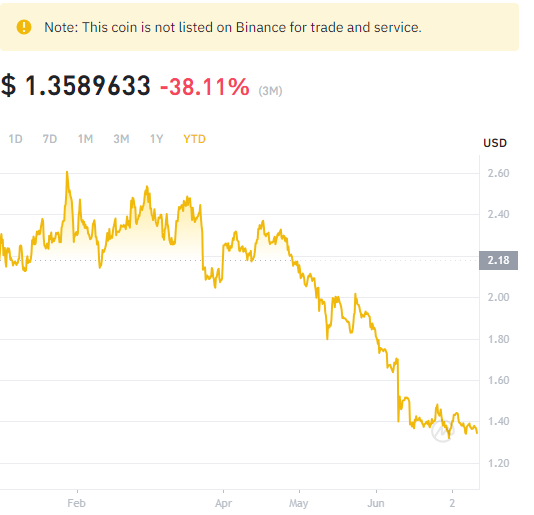 Note: This coin is not listed on Binance for trade and service.
$ 1.3589633 -38.11% (3M)
1D 7D 1M 3M 1Y YTD
USD
2.60
2.40
2.18
2.00
1.80
1.60
1.40
1.20
Feb Apr May Jun 2